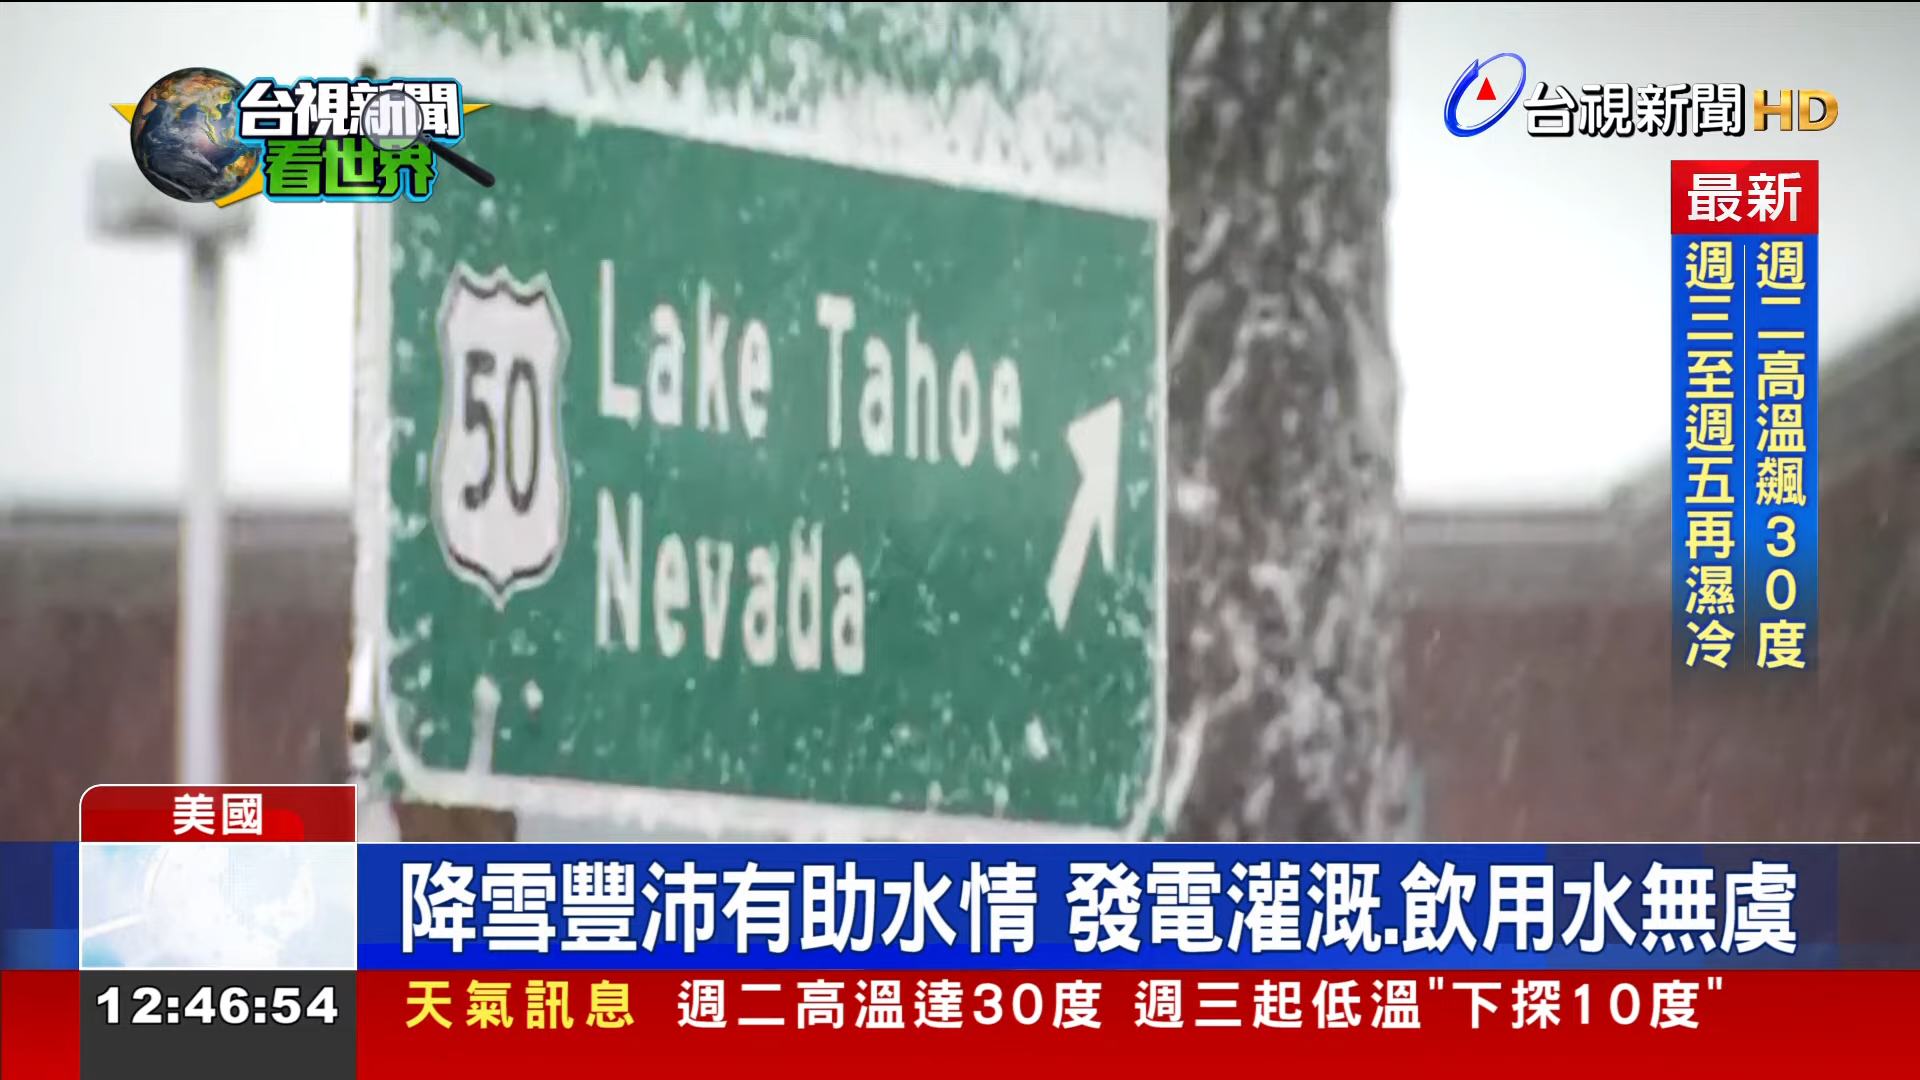 台視新聞
看世界
台視新聞HD
最新
週二高溫飆30度
週三至週五再濕冷
50
Lake Tahoe
Nevada
美國
降雪豐沛有助水情 發電灌溉.飲用水無虞
12:46:54
天氣訊息 週二高溫達30度 週三起低溫"下探10度"